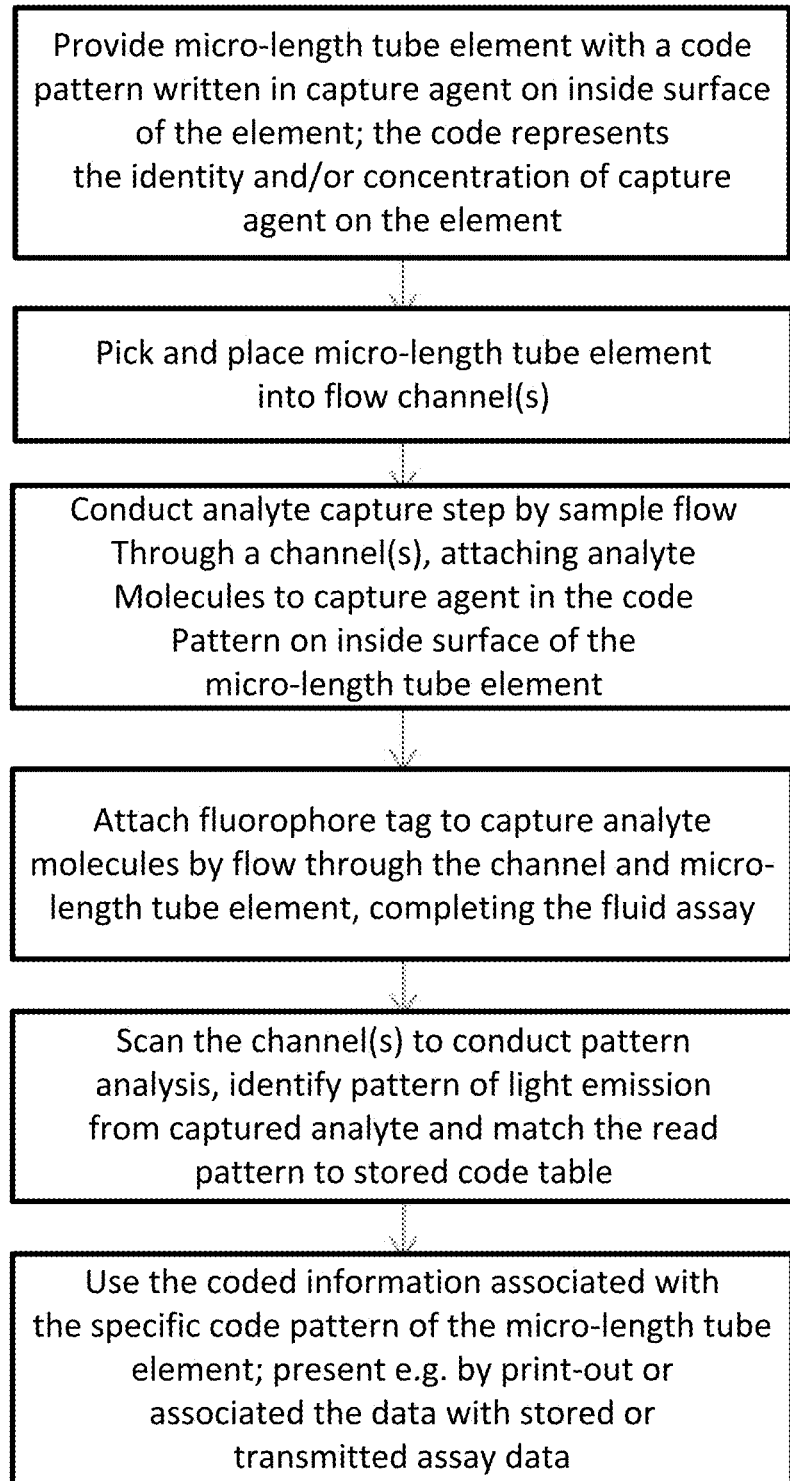 Provide micro-length tube element with a code
pattern written in capture agent on inside surface
of the element; the code represents
the identity and/or concentration of capture
agent on the element
Pick and place micro-length tube element
into flow channel(s)
Conduct analyte capture step by sample flow
Through a channel(s), attaching analyte
Molecules to capture agent in the code
Pattern on inside surface of the
micro-length tube element
Attach fluorophore tag to capture analyte
molecules by flow through the channel and micro-
length tube element, completing the fluid assay
Scan the channel(s) to conduct pattern
analysis, identify pattern of light emission
from captured analyte and match the read
pattern to stored code table
Use the coded information associated with
the specific code pattern of the micro-length tube
element; present e.g. by print-out or
associated the data with stored or
transmitted assay data